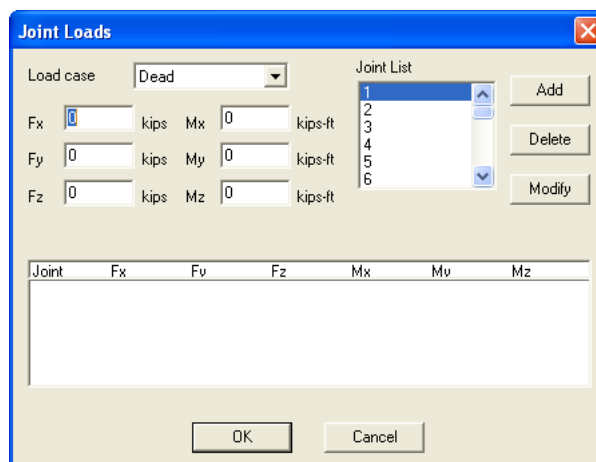 Joint Loads
Load case Dead
Joint List
1
2
3
4
5
6
Add
Delete
Modify
Fx 0 kips Mx 0 kips-ft
Fy 0 kips My 0 kips-ft
Fz 0 kips Mz 0 kips-ft
Joint Fx Fy Fz Mx My Mz
OK Cancel